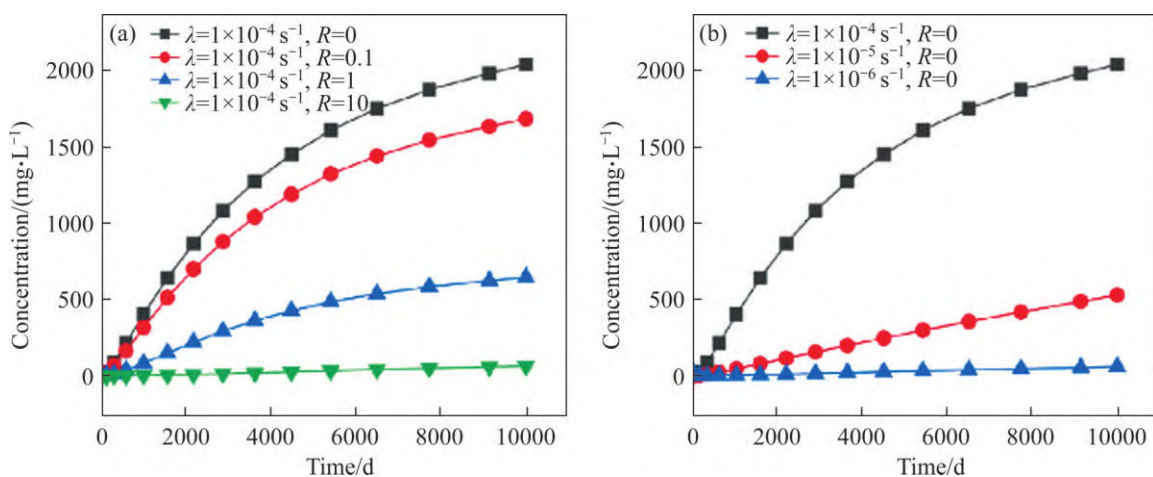 (a)
λ=1×10⁻⁴ s⁻¹, R=0
λ=1×10⁻⁴ s⁻¹, R=0.1
λ=1×10⁻⁴ s⁻¹, R=1
λ=1×10⁻⁴ s⁻¹, R=10
Concentration/(mg·L⁻¹)
2000
1500
1000
500
0
0
2000
4000
6000
8000
10000
Time/d
(b)
λ=1×10⁻⁴ s⁻¹, R=0
λ=1×10⁻⁵ s⁻¹, R=0
λ=1×10⁻⁶ s⁻¹, R=0
Concentration/(mg·L⁻¹)
2000
1500
1000
500
0
0
2000
4000
6000
8000
10000
Time/d